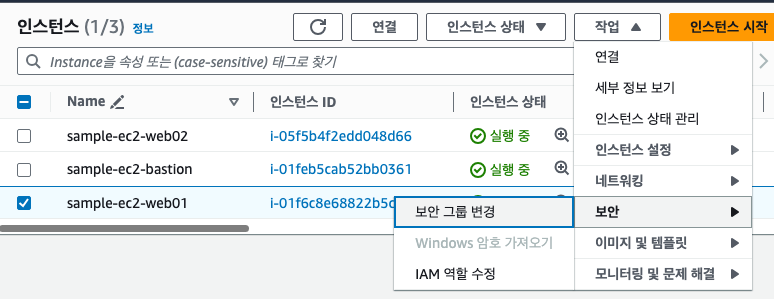 인스턴스 (1/3) 정보 연결 인스턴스 상태 작업 인스턴스 시작
Instance을 속성 또는 (case-sensitive) 태그로 찾기 연결
세부 정보 보기
Name 인스턴스 ID 인스턴스 상태
인스턴스 상태 관리
sample-ec2-web02 i-05f5b4f2edd048d66 실행 중
인스턴스 설정
sample-ec2-bastion i-01feb5cab52bb0361 실행 중
네트워킹
sample-ec2-web01 i-01f6c8e68822b5 보안 그룹 변경 보안
Windows 암호 가져오기 이미지 및 템플릿
IAM 역할 수정 모니터링 및 문제 해결